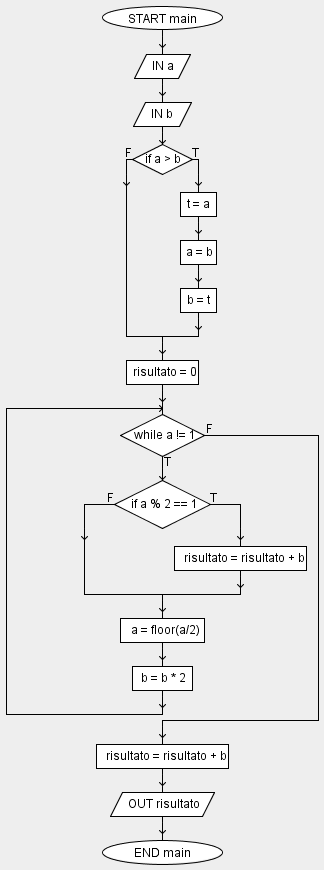 START main
IN a
IN b
F
if a > b
T
t = a
a = b
b = t
risultato = 0
while a != 1
F
T
F
if a % 2 == 1
T
risultato = risultato + b
a = floor(a/2)
b = b * 2
risultato = risultato + b
OUT risultato
END main